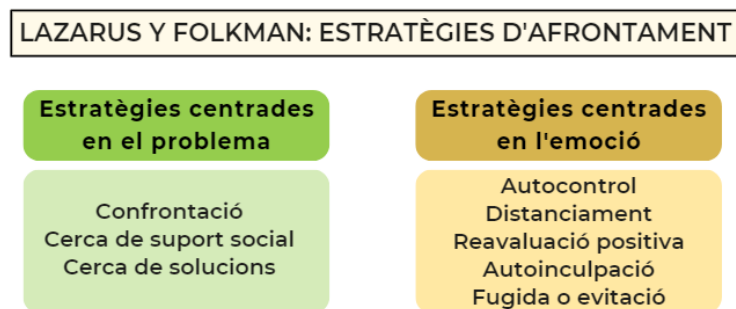 LAZARUS Y FOLKMAN: ESTRATÈGIES D'AFRONTAMENT
Estratègies centrades
en el problema
Confrontació
Cerca de suport social
Cerca de solucions
Estratègies centrades
en l'emoció
Autocontrol
Distanciament
Reavaluació positiva
Autoinculpació
Fugida o evitació